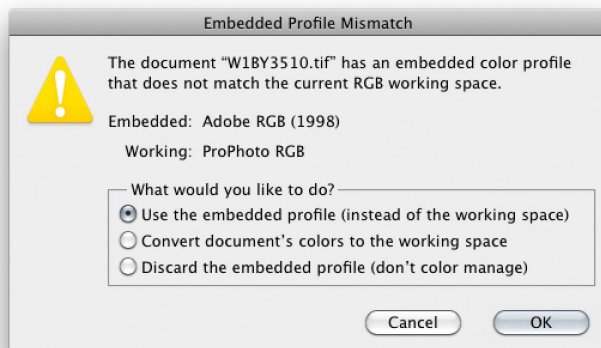 Embedded Profile Mismatch
The document “W1BY3510.tif” has an embedded color profile
that does not match the current RGB working space.
Embedded: Adobe RGB (1998)
Working: ProPhoto RGB
What would you like to do?
Use the embedded profile (instead of the working space)
Convert document’s colors to the working space
Discard the embedded profile (don’t color manage)
Cancel OK